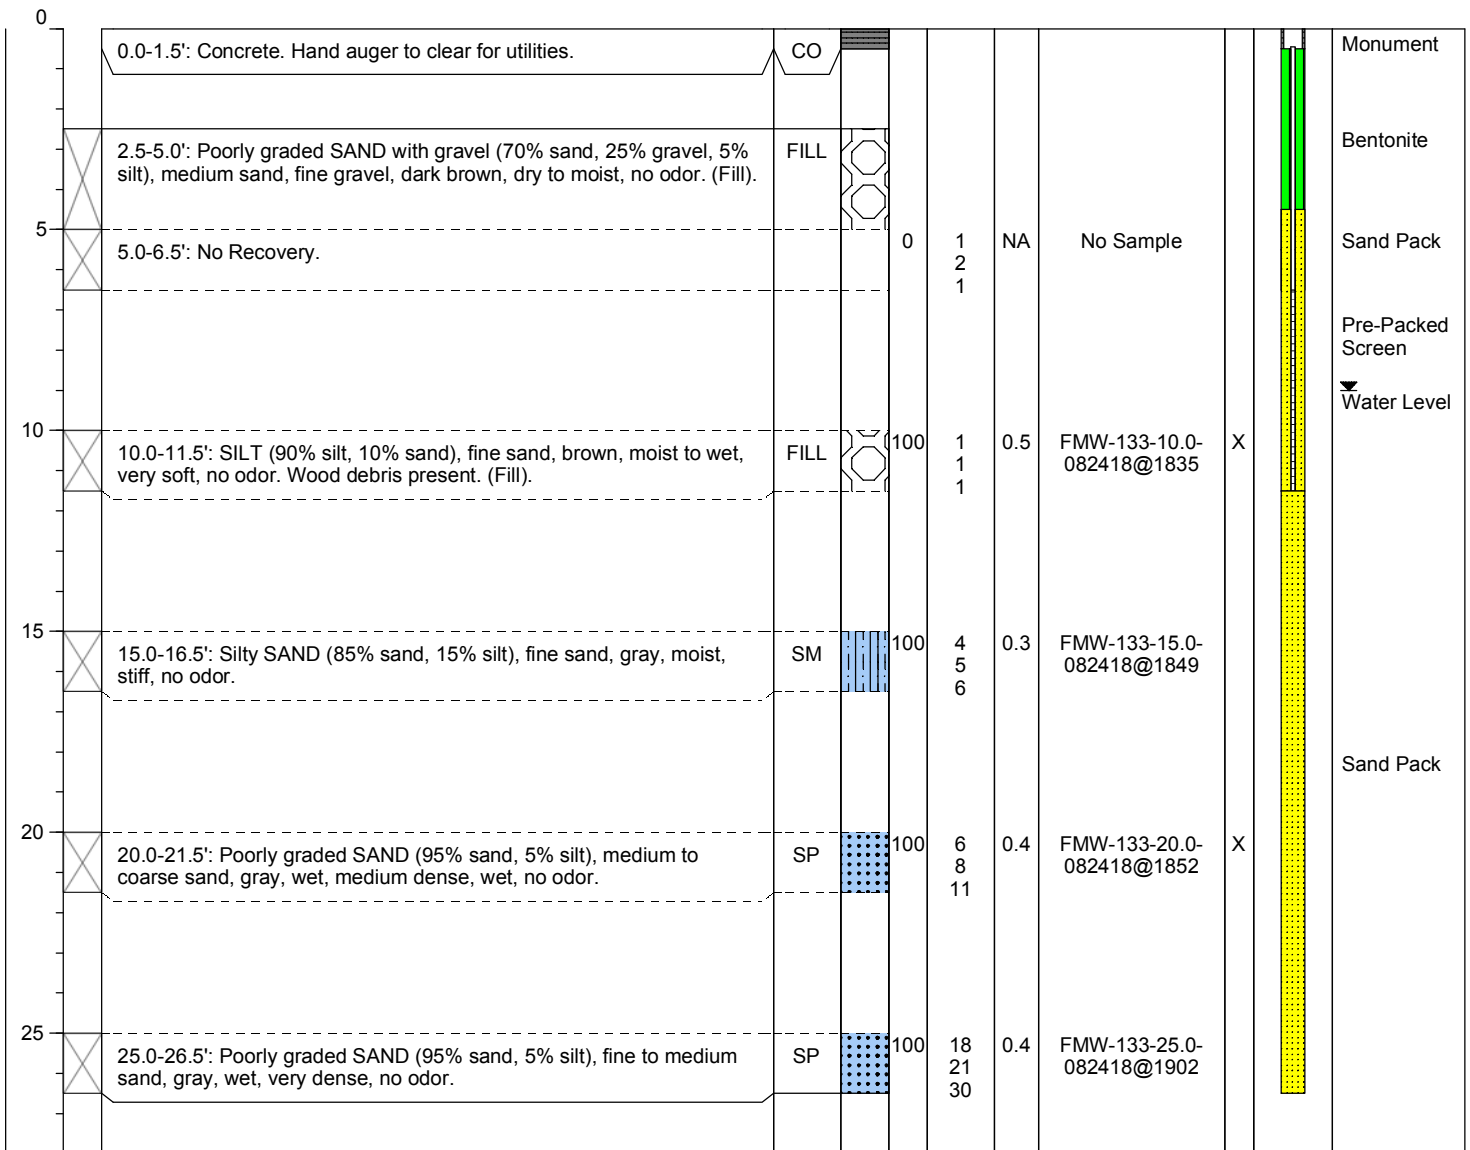 0
0.0-1.5': Concrete. Hand auger to clear for utilities.
CO
Monument
2.5-5.0': Poorly graded SAND with gravel (70% sand, 25% gravel, 5%
silt), medium sand, fine gravel, dark brown, dry to moist, no odor. (Fill).
FILL
Bentonite
5
5.0-6.5': No Recovery.
0
1
2
1
NA
No Sample
Sand Pack
Pre-Packed
Screen
Water Level
10
10.0-11.5': SILT (90% silt, 10% sand), fine sand, brown, moist to wet,
very soft, no odor. Wood debris present. (Fill).
FILL
100
1
1
1
0.5
FMW-133-10.0-
082418@1835
X
15
15.0-16.5': Silty SAND (85% sand, 15% silt), fine sand, gray, moist,
stiff, no odor.
SM
100
4
5
6
0.3
FMW-133-15.0-
082418@1849
Sand Pack
20
20.0-21.5': Poorly graded SAND (95% sand, 5% silt), medium to
coarse sand, gray, wet, medium dense, wet, no odor.
SP
100
6
8
11
0.4
FMW-133-20.0-
082418@1852
X
25
25.0-26.5': Poorly graded SAND (95% sand, 5% silt), fine to medium
sand, gray, wet, very dense, no odor.
SP
100
18
21
30
0.4
FMW-133-25.0-
082418@1902